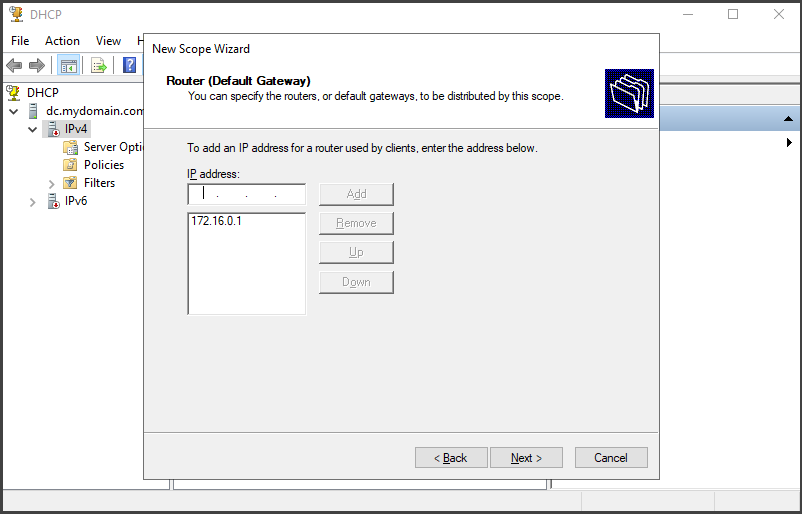 DHCP
File Action View H
DHCP
dc.mydomain.com
IPv4
Server Opti
Policies
Filters
IPv6
New Scope Wizard
Router (Default Gateway)
You can specify the routers, or default gateways, to be distributed by this scope.
To add an IP address for a router used by clients, enter the address below.
IP address:
. . .
Add
172.16.0.1
Remove
Up
Down
< Back Next > Cancel